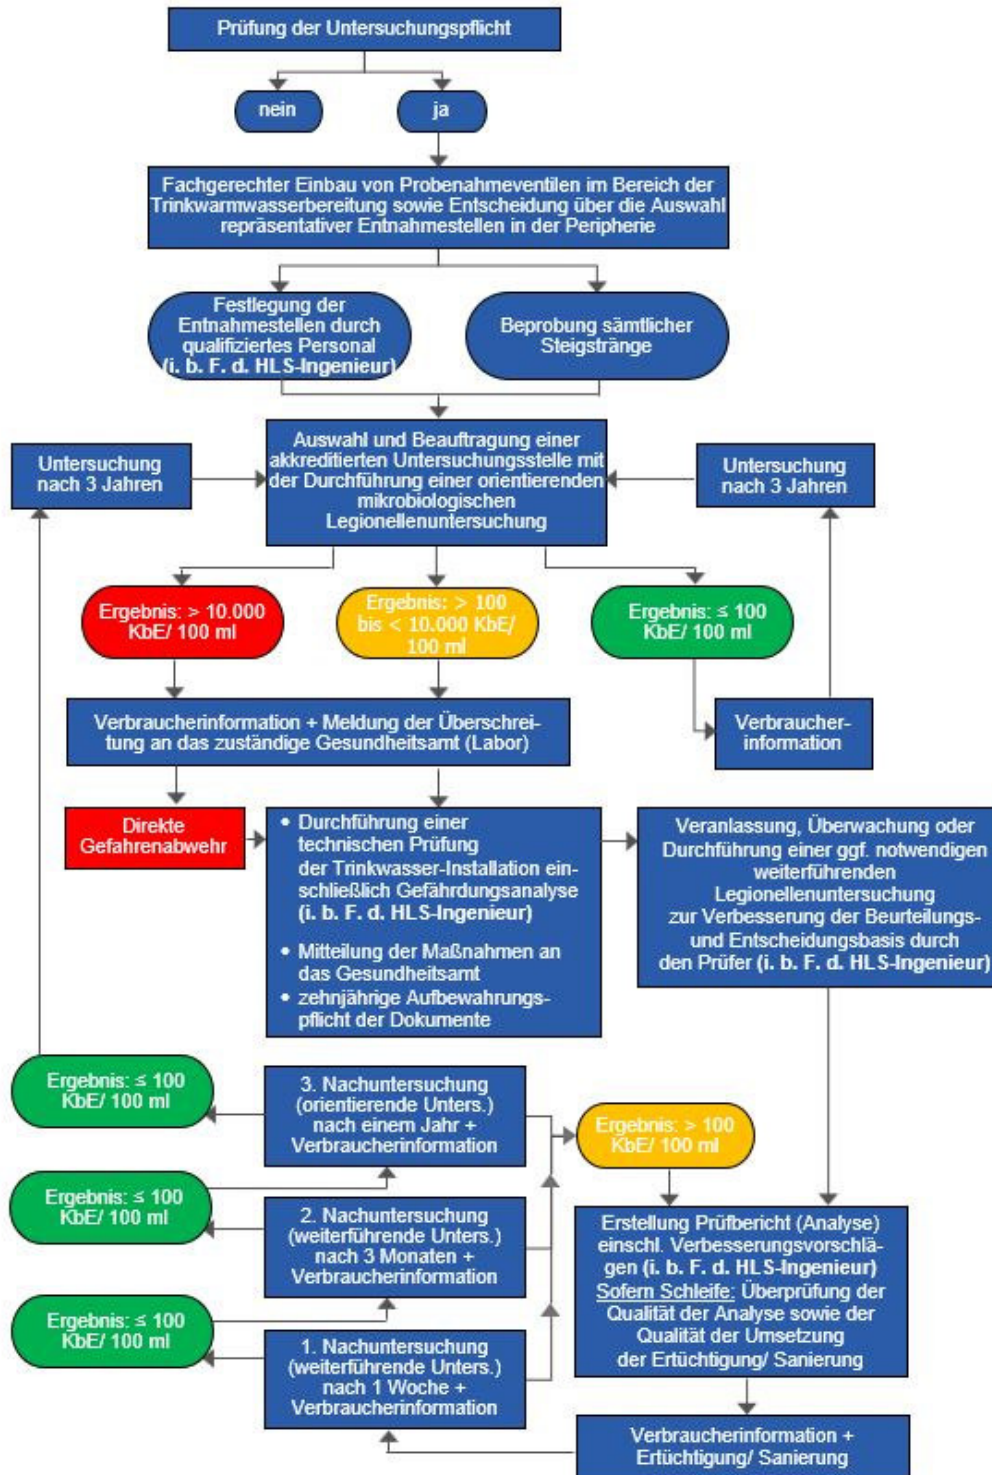 Prüfung der Untersuchungspflicht
nein
ja
Fachgerechter Einbau von Probenahmeventilen im Bereich der
Trinkwarmwasserbereitung sowie Entscheidung über die Auswahl
repräsentativer Entnahmestellen in der Peripherie
Festlegung der
Entnahmestellen durch
qualifiziertes Personal
(i. b. F. d. HLS-Ingenieur)
Beprobung sämtlicher
Steigstränge
Untersuchung
nach 3 Jahren
Auswahl und Beauftragung einer
akkreditierten Untersuchungsstelle mit
der Durchführung einer orientierenden
mikrobiologischen
Legionellenuntersuchung
Untersuchung
nach 3 Jahren
Ergebnis: > 10.000
KbE/ 100 ml
Ergebnis: > 100
bis < 10.000 KbE/
100 ml
Ergebnis: ≤ 100
KbE/ 100 ml
Verbraucherinformation + Meldung der Überschrei-
tung an das zuständige Gesundheitsamt (Labor)
Verbraucher-
information
Direkte
Gefahrenabwehr
• Durchführung einer
technischen Prüfung
der Trinkwasser-Installation ein-
schließlich Gefährdungsanalyse
(i. b. F. d. HLS-Ingenieur)
• Mitteilung der Maßnahmen an
das Gesundheitsamt
• zehnjährige Aufbewahrungs-
pflicht der Dokumente
Veranlassung, Überwachung oder
Durchführung einer ggf. notwendigen
weiterführenden
Legionellenuntersuchung
zur Verbesserung der Beurteilungs-
und Entscheidungsbasis durch
den Prüfer (i. b. F. d. HLS-Ingenieur)
Ergebnis: ≤ 100
KbE/ 100 ml
3. Nachuntersuchung
(orientierende Unters.)
nach einem Jahr +
Verbraucherinformation
Ergebnis: > 100
KbE/ 100 ml
Ergebnis: ≤ 100
KbE/ 100 ml
2. Nachuntersuchung
(weiterführende Unters.)
nach 3 Monaten +
Verbraucherinformation
Erstellung Prüfbericht (Analyse)
einschl. Verbesserungsvorschlä-
gen (i. b. F. d. HLS-Ingenieur)
Sofern Schleife: Überprüfung der
Qualität der Analyse sowie der
Qualität der Umsetzung
der Ertüchtigung/ Sanierung
Ergebnis: ≤ 100
KbE/ 100 ml
1. Nachuntersuchung
(weiterführende Unters.)
nach 1 Woche +
Verbraucherinformation
Verbraucherinformation +
Ertüchtigung/ Sanierung